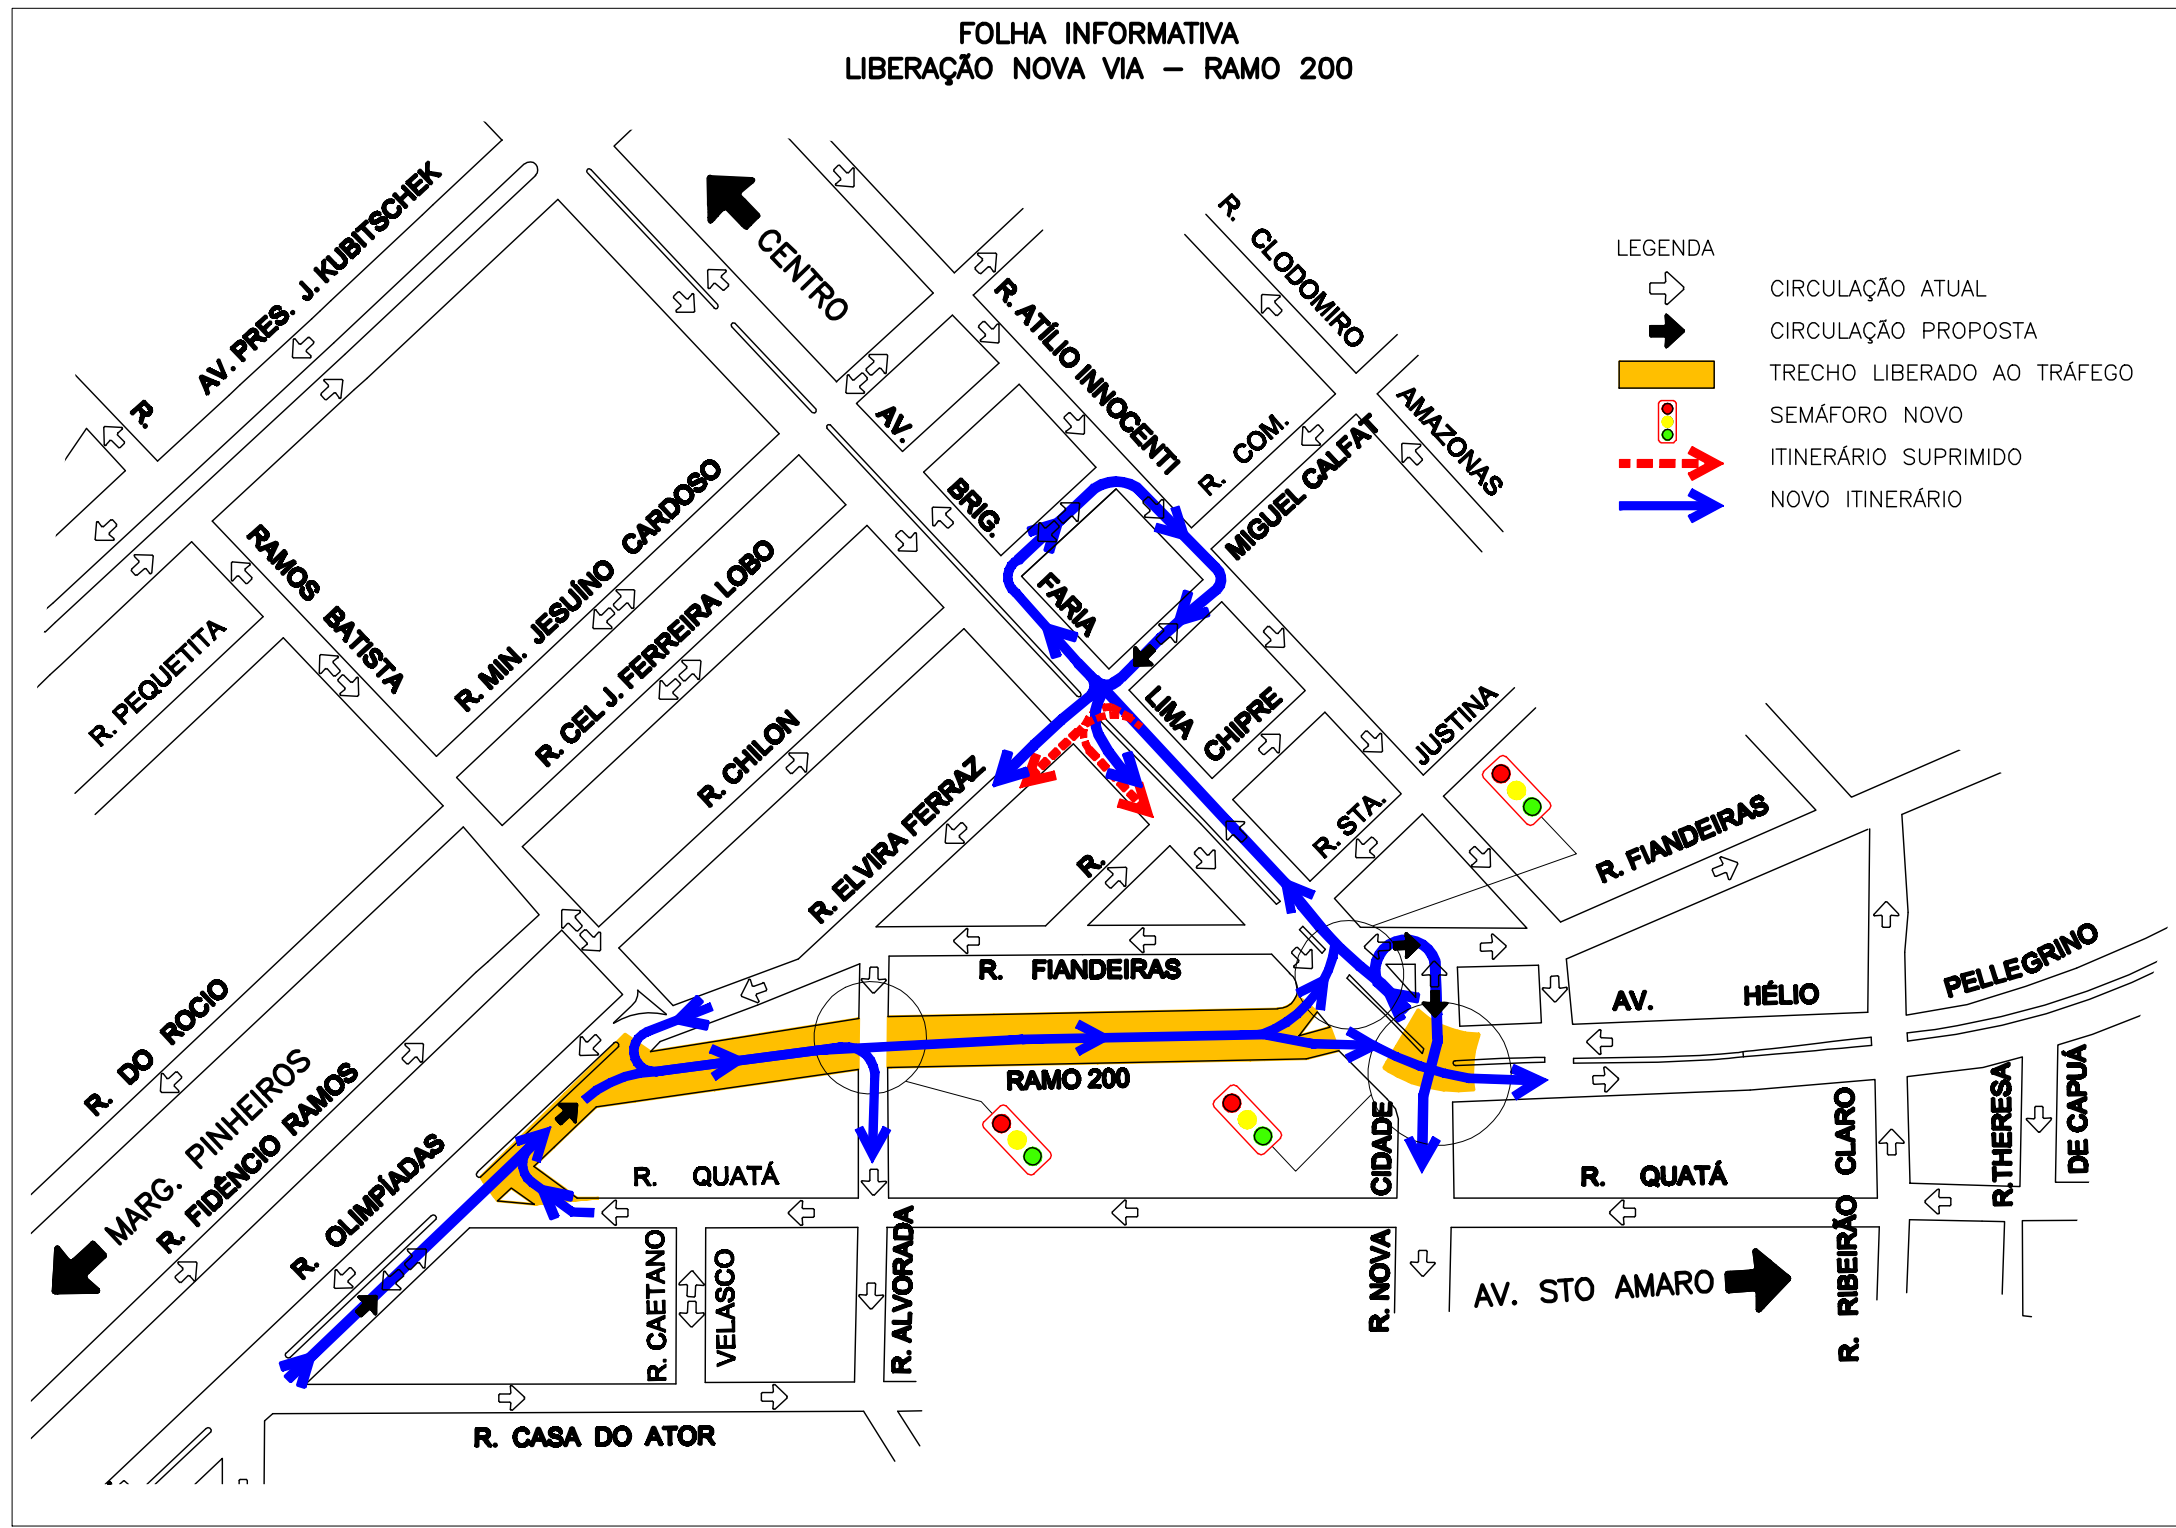 FOLHA INFORMATIVA
LIBERAÇÃO NOVA VIA – RAMO 200
LEGENDA
CIRCULAÇÃO ATUAL
CIRCULAÇÃO PROPOSTA
TRECHO LIBERADO AO TRÁFEGO
SEMÁFORO NOVO
ITINERÁRIO SUPRIMIDO
NOVO ITINERÁRIO
AV. PRES. J. KUBITSCHEK
CENTRO
R. ATÍLIO INNOCENTI
R. CLODOMIRO
AMAZONAS
R. COM.
MIGUEL CALFAT
R.
RAMOS BATISTA
R. PEQUETITA
R. MIN. JESUÍNO CARDOSO
R. CEL J. FERREIRA LOBO
R. CHILON
AV.
BRIG.
FARIA
LIMA
R.
CHIPRE
R. STA.
JUSTINA
R. ELVIRA FERRAZ
R. FIANDEIRAS
R. FIANDEIRAS
AV. HÉLIO
PELLEGRINO
R. DO ROCIO
MARG. PINHEIROS
R. FIDÊNCIO RAMOS
R. OLIMPÍADAS
RAMO 200
R. QUATÁ
R. QUATÁ
R. CAETANO
VELASCO
R. ALVORADA
R. NOVA
CIDADE
R. RIBEIRÃO CLARO
R.THERESA
DE CAPUÁ
AV. STO AMARO
R. CASA DO ATOR